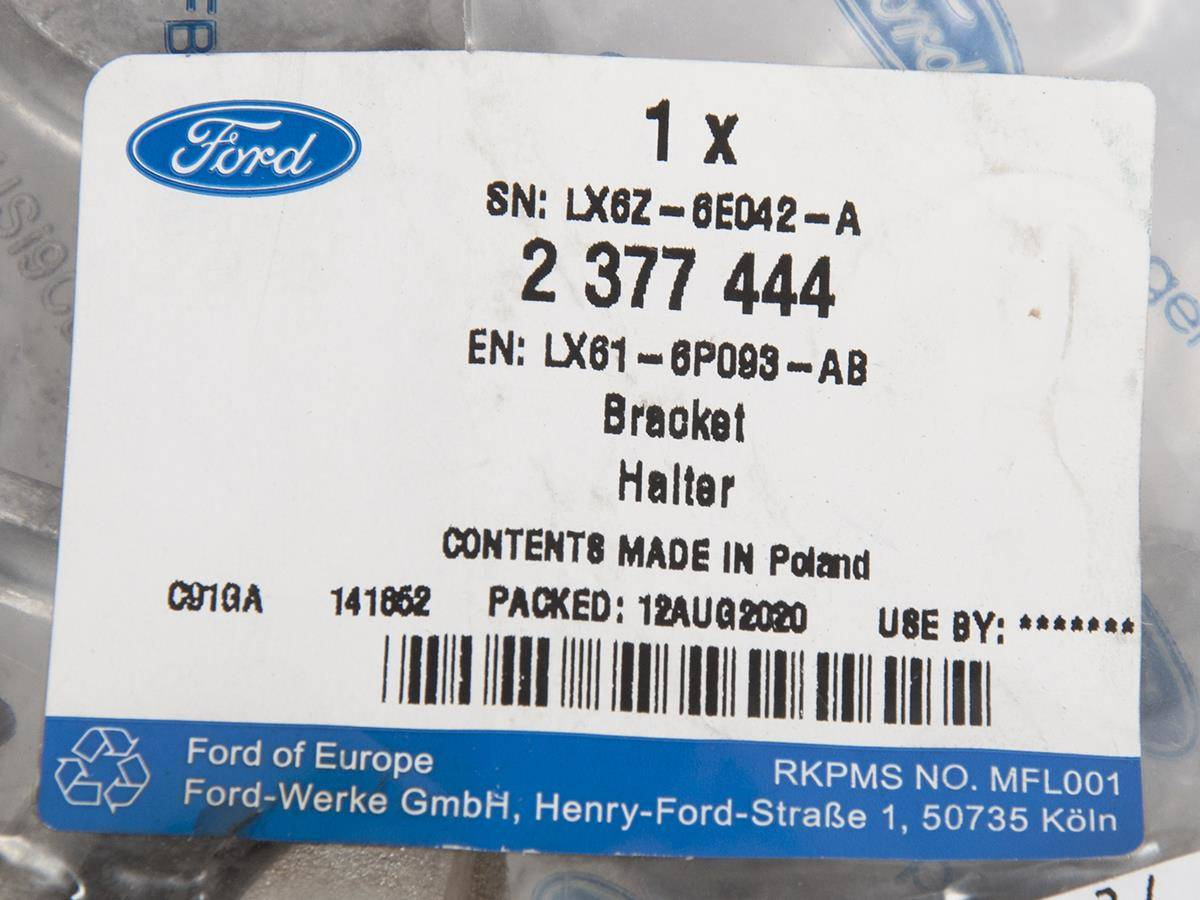 Ford
Ford
1 x
SN: LX6Z-6E042-A
2 377 444
EN: LX61-6P093-AB
Bracket
Halter
CONTENTS MADE IN Poland
C91GA 141652 PACKED: 12AUG2020 USE BY: *******
Ford of Europe
Ford-Werke GmbH, Henry-Ford-Straße 1, 50735 Köln
RKPMS NO. MFL001